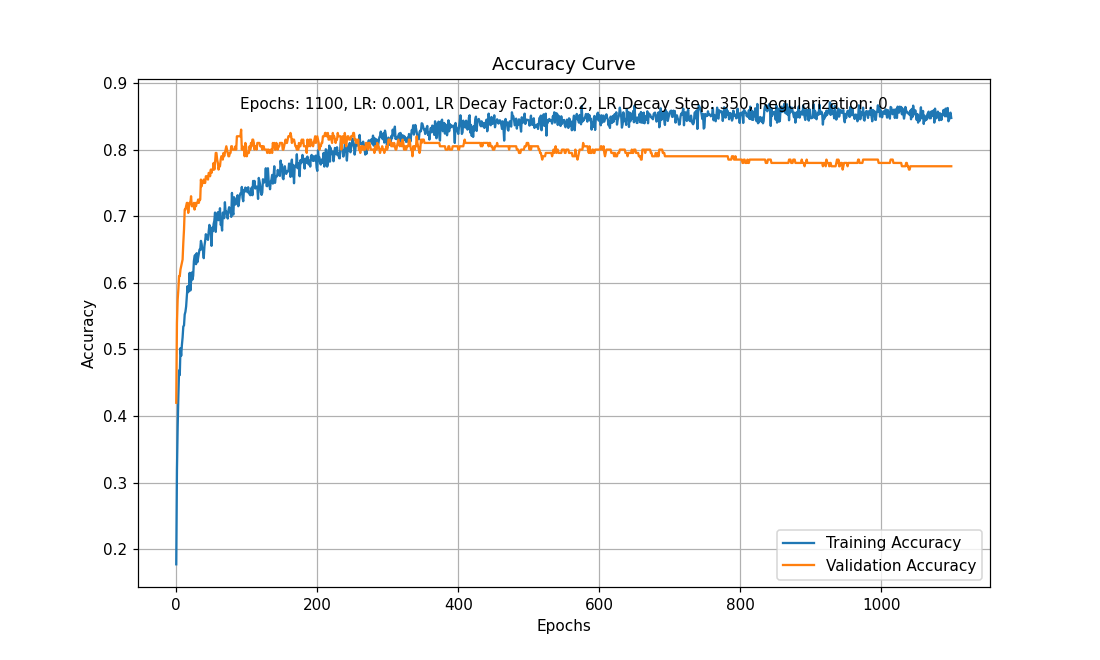 Accuracy Curve
Epochs: 1100, LR: 0.001, LR Decay Factor:0.2, LR Decay Step: 350, Regularization: 0
0.9
0.8
0.7
0.6
0.5
0.4
0.3
0.2
Accuracy
0 200 400 600 800 1000
Epochs
Training Accuracy
Validation Accuracy